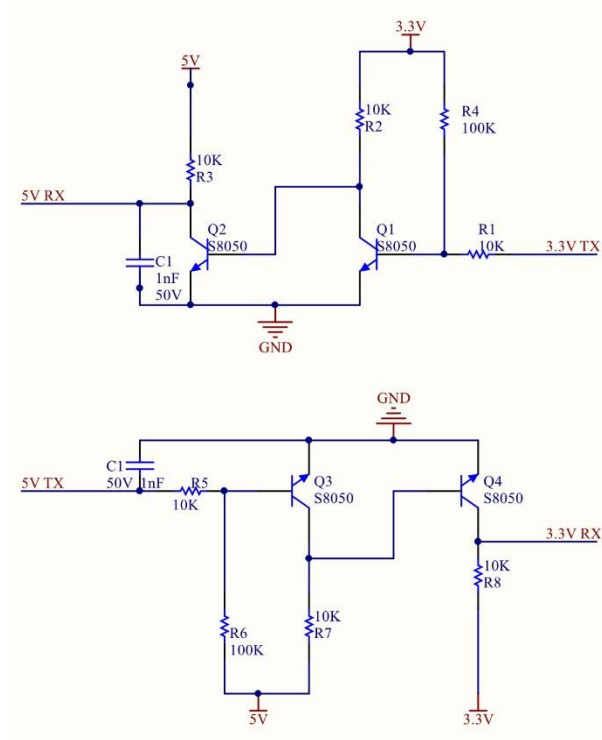 3.3V
5V
10K
R2
R4
100K
10K
R3
5V RX
Q2
S8050
Q1
S8050
R1
10K
3.3V TX
C1
1nF
50V
GND
GND
C1
50V 1nF
5V TX
R5
10K
Q3
S8050
Q4
S8050
3.3V RX
10K
R8
R6
100K
10K
R7
5V
3.3V